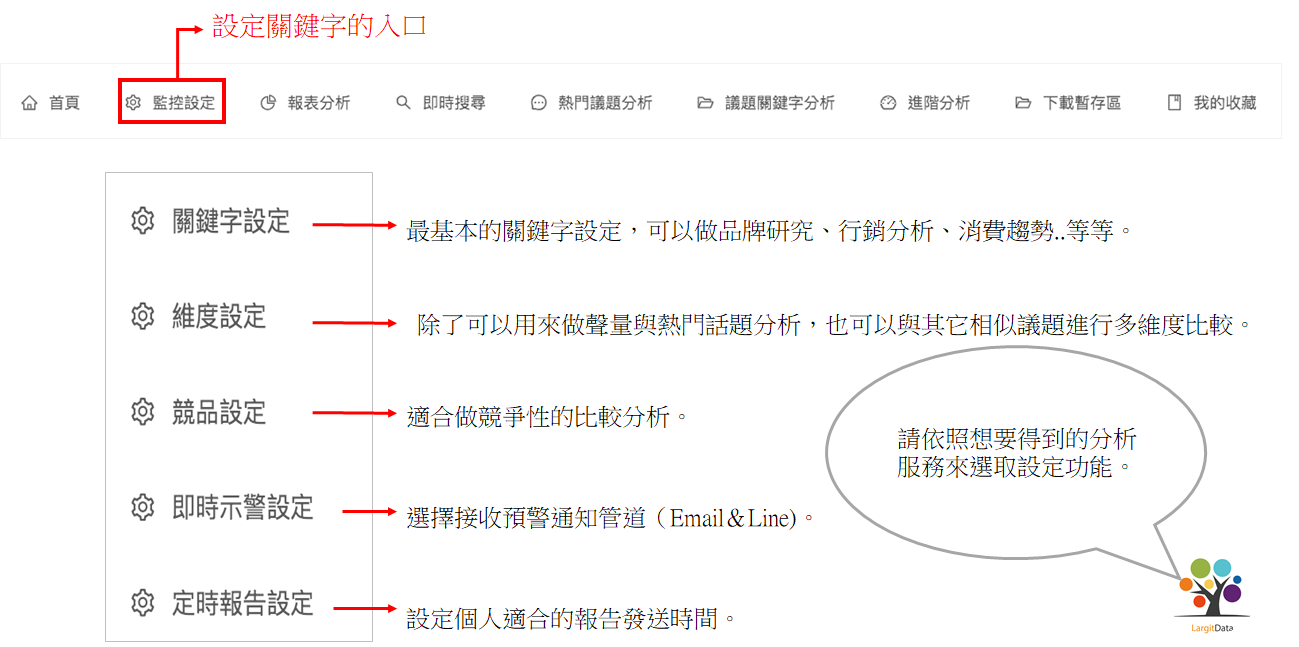 設定關鍵字的入口
首頁 監控設定 報表分析 即時搜尋 熱門議題分析 議題關鍵字分析 進階分析 下載暫存區 我的收藏
關鍵字設定
最基本的關鍵字設定，可以做品牌研究、行銷分析、消費趨勢..等等。
維度設定
除了可以用來做聲量與熱門話題分析，也可以與其它相似議題進行多維度比較。
競品設定
適合做競爭性的比較分析。
請依照想要得到的分析
服務來選取設定功能。
即時示警設定
選擇接收預警通知管道（Email＆Line)。
定時報告設定
設定個人適合的報告發送時間。
LargitData